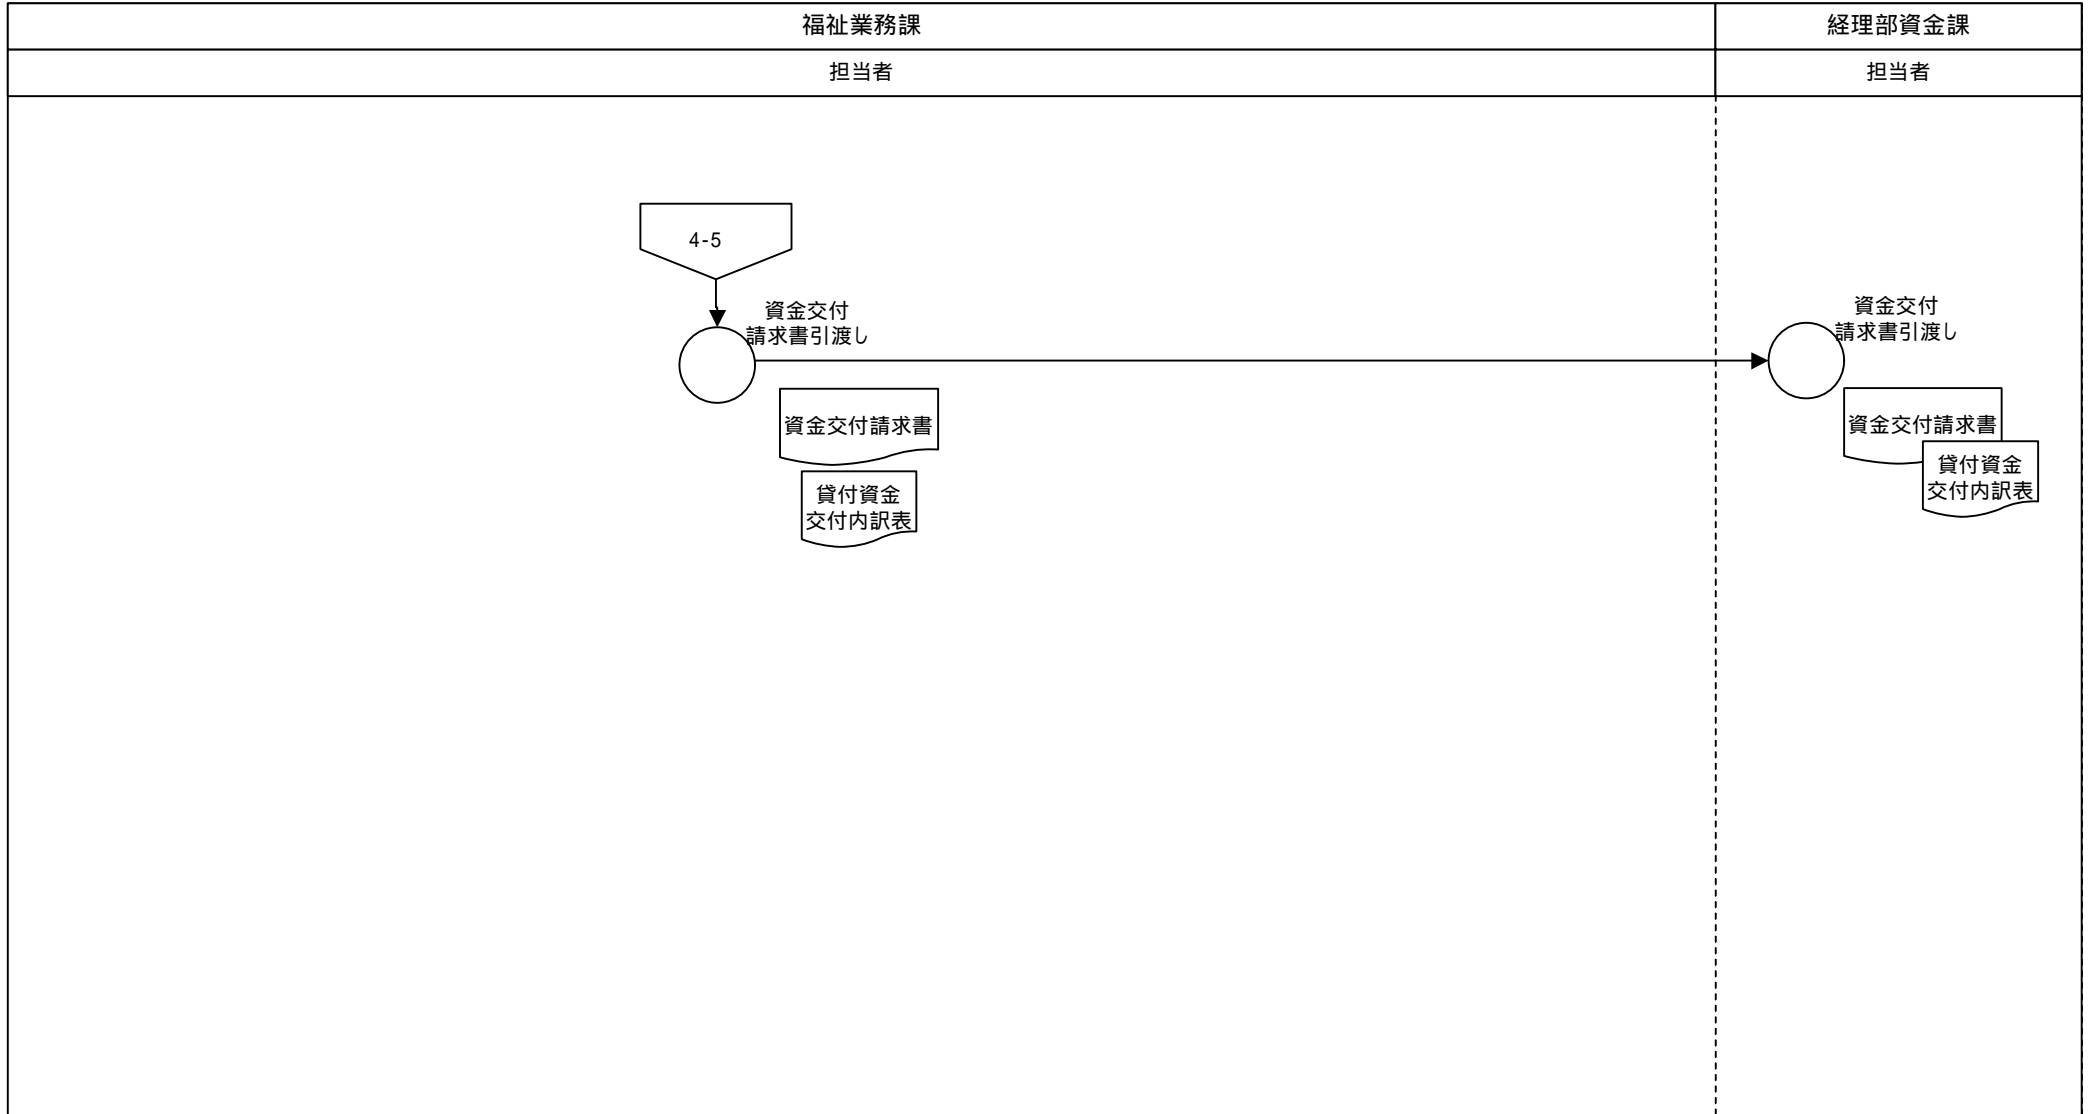 福祉業務課
経理部資金課
担当者
担当者
4-5
資金交付
請求書引渡し
資金交付
請求書引渡し
資金交付請求書
貸付資金
交付内訳表
資金交付請求書
貸付資金
交付内訳表